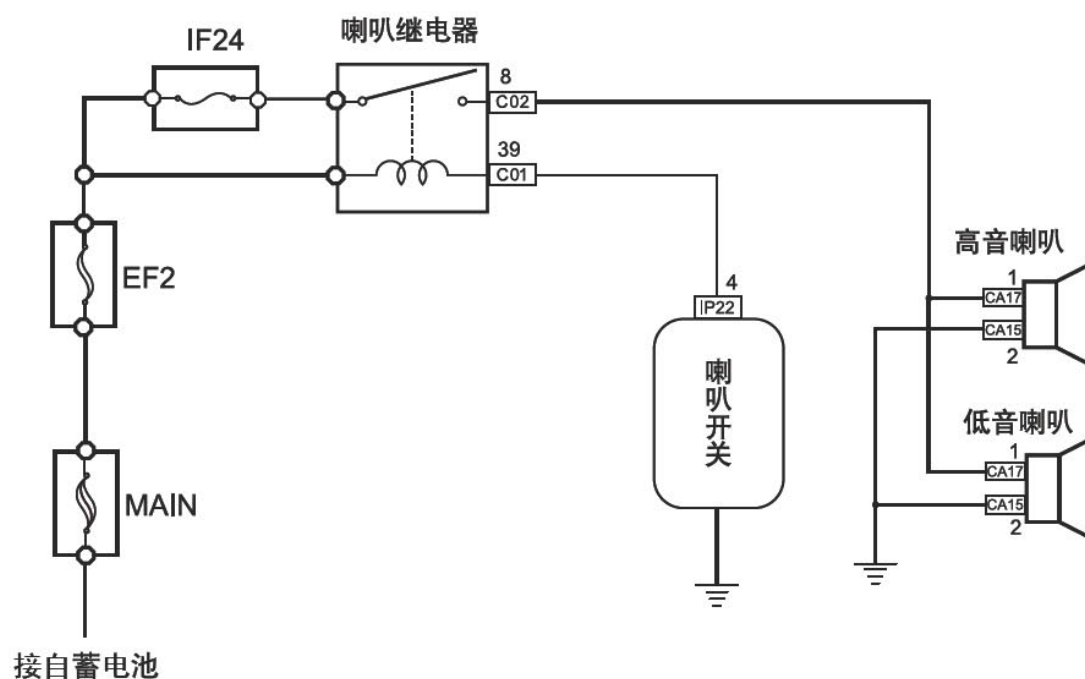 IF24
喇叭继电器
8
C02
39
C01
EF2
4
IP22
喇叭开关
高音喇叭
1
CA17
CA15
2
低音喇叭
1
CA17
CA15
2
MAIN
接自蓄电池